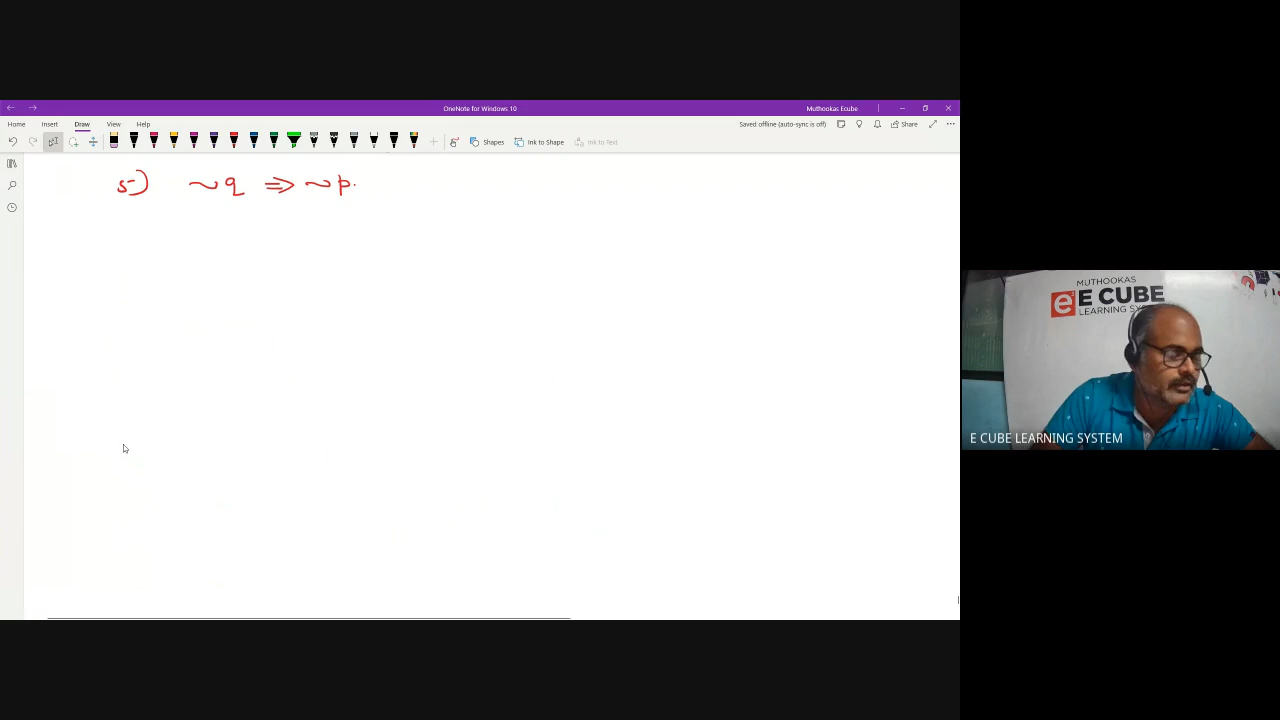 OneNote for Windows 10
Muthookas Ecube
Home Insert Draw View Help
Saved offline (auto-sync is off)
Share
Shapes
Ink to Shape
Ink to Text
5) ~q ⇒ ~p.
MUTHOOKAS
e E CUBE
LEARNING SYS
E CUBE LEARNING SYSTEM